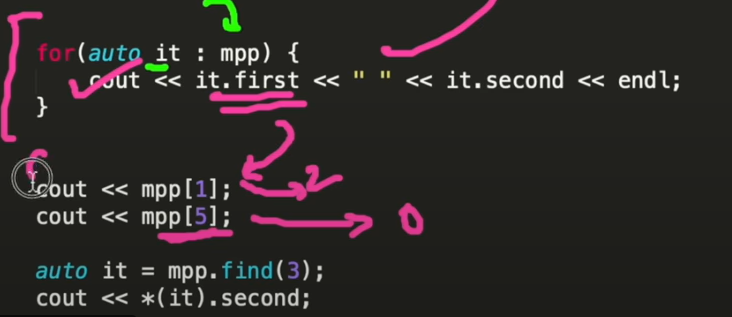 for(auto it : mpp) {
cout << it.first << " " << it.second << endl;
}
cout << mpp[1]; 2
cout << mpp[5]; 0
auto it = mpp.find(3);
cout << *(it).second;